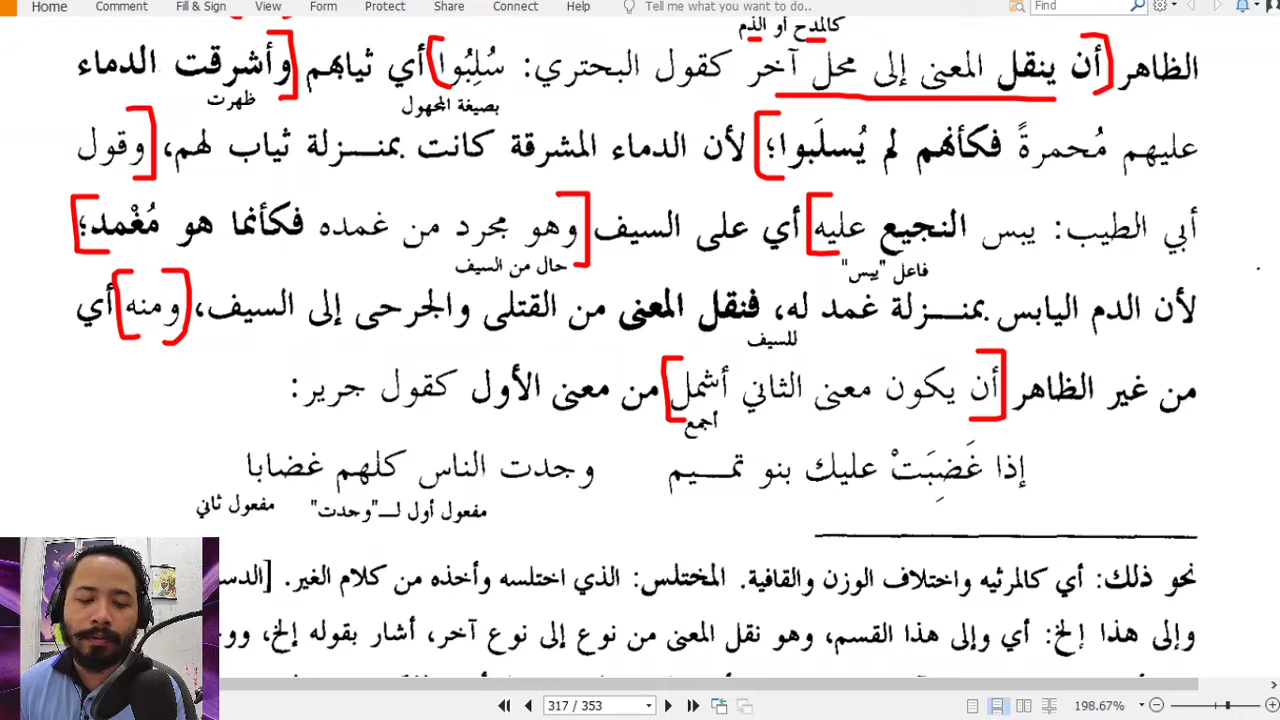 Home Comment Fill & Sign View Form Protect Share Connect Help Tell me what you want to do.. Find
كالمدح أو الذم
الظاهر [أن ينقل المعنى إلى محل آخر كقول البحتري: سُلِبُوا] أي ثيابهم [وأشرقت الدماء
بصيغة المجهول ظهرت
عليهم مُحمرةً فكأنهم لم يُسلَبوا؛] لأن الدماء المشرقة كانت بمنـزلة ثياب لهم، [وقول
أبي الطيب: يبس النجيع عليه] أي على السيف [وهو مجرد من غمده فكأنما هو مُغْمد؛]
فاعل "يبس" حال من السيف
لأن الدم اليابس بمنـزلة غمد له، فنقل المعنى من القتلى والجرحى إلى السيف، [ومنه] أي
للسيف
من غير الظاهر [أن يكون معنى الثاني أشمل] من معنى الأول كقول جرير:
أجمع
إذا غَضِبَتْ عليك بنو تمـيم وجدت الناس كلهم غضابا
مفعول أول لـ"وجدت" مفعول ثاني
نحو ذلك: أي كالمرثيه واختلاف الوزن والقافية. المختلس: الذي اختلسه وأخذه من كلام الغير. [الدس
وإلى هذا إلخ: أي وإلى هذا القسم، وهو نقل المعنى من نوع إلى نوع آخر، أشار بقوله إلخ،
317 / 353 198.67%